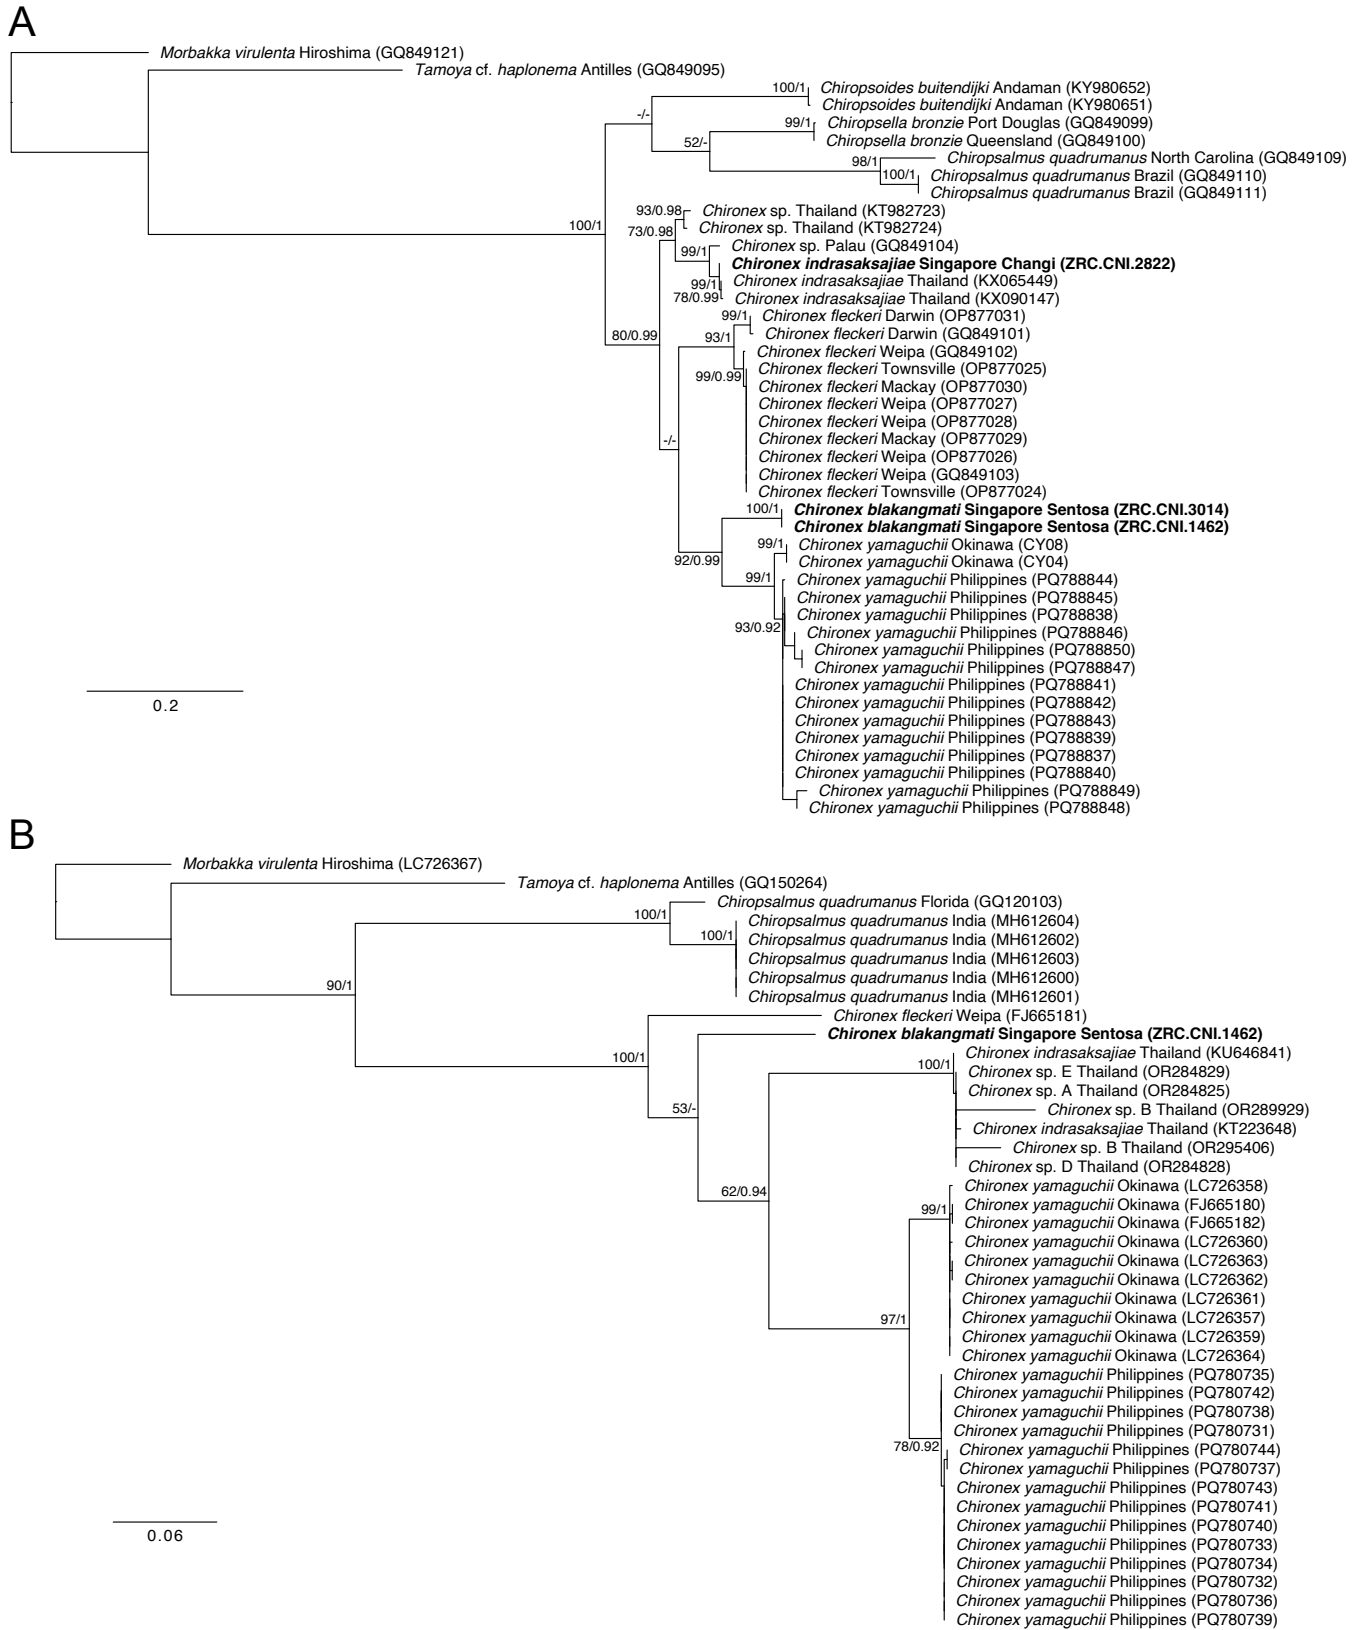 A
Morbakka virulenta Hiroshima (GQ849121)
Tamoya cf. haplonema Antilles (GQ849095)
100/1
Chiropsoides buitendijki Andaman (KY980652)
Chiropsoides buitendijki Andaman (KY980651)
-/-
99/1
Chiropsella bronzie Port Douglas (GQ849099)
Chiropsella bronzie Queensland (GQ849100)
52/-
98/1
Chiropsalmus quadrumanus North Carolina (GQ849109)
100/1
Chiropsalmus quadrumanus Brazil (GQ849110)
Chiropsalmus quadrumanus Brazil (GQ849111)
93/0.98
Chironex sp. Thailand (KT982723)
100/1
73/0.98
Chironex sp. Thailand (KT982724)
99/1
Chironex sp. Palau (GQ849104)
Chironex indrasaksajiae Singapore Changi (ZRC.CNI.2822)
99/1
Chironex indrasaksajiae Thailand (KX065449)
78/0.99
Chironex indrasaksajiae Thailand (KX090147)
99/1
Chironex fleckeri Darwin (OP877031)
80/0.99
93/1
Chironex fleckeri Darwin (GQ849101)
Chironex fleckeri Weipa (GQ849102)
99/0.99
Chironex fleckeri Townsville (OP877025)
Chironex fleckeri Mackay (OP877030)
Chironex fleckeri Weipa (OP877027)
Chironex fleckeri Weipa (OP877028)
-/-
Chironex fleckeri Mackay (OP877029)
Chironex fleckeri Weipa (OP877026)
Chironex fleckeri Weipa (GQ849103)
Chironex fleckeri Townsville (OP877024)
100/1
Chironex blakangmati Singapore Sentosa (ZRC.CNI.3014)
Chironex blakangmati Singapore Sentosa (ZRC.CNI.1462)
92/0.99
99/1
Chironex yamaguchii Okinawa (CY08)
Chironex yamaguchii Okinawa (CY04)
99/1
Chironex yamaguchii Philippines (PQ788844)
Chironex yamaguchii Philippines (PQ788845)
Chironex yamaguchii Philippines (PQ788838)
93/0.92
Chironex yamaguchii Philippines (PQ788846)
Chironex yamaguchii Philippines (PQ788850)
Chironex yamaguchii Philippines (PQ788847)
Chironex yamaguchii Philippines (PQ788841)
Chironex yamaguchii Philippines (PQ788842)
Chironex yamaguchii Philippines (PQ788843)
Chironex yamaguchii Philippines (PQ788839)
Chironex yamaguchii Philippines (PQ788837)
Chironex yamaguchii Philippines (PQ788840)
Chironex yamaguchii Philippines (PQ788849)
Chironex yamaguchii Philippines (PQ788848)
0.2
B
Morbakka virulenta Hiroshima (LC726367)
Tamoya cf. haplonema Antilles (GQ150264)
100/1
Chiropsalmus quadrumanus Florida (GQ120103)
100/1
Chiropsalmus quadrumanus India (MH612604)
Chiropsalmus quadrumanus India (MH612602)
Chiropsalmus quadrumanus India (MH612603)
90/1
Chiropsalmus quadrumanus India (MH612600)
Chiropsalmus quadrumanus India (MH612601)
Chironex fleckeri Weipa (FJ665181)
Chironex blakangmati Singapore Sentosa (ZRC.CNI.1462)
100/1
100/1
Chironex indrasaksajiae Thailand (KU646841)
Chironex sp. E Thailand (OR284829)
Chironex sp. A Thailand (OR284825)
53/-
Chironex sp. B Thailand (OR289929)
Chironex indrasaksajiae Thailand (KT223648)
Chironex sp. B Thailand (OR295406)
Chironex sp. D Thailand (OR284828)
62/0.94
Chironex yamaguchii Okinawa (LC726358)
99/1
Chironex yamaguchii Okinawa (FJ665180)
Chironex yamaguchii Okinawa (FJ665182)
Chironex yamaguchii Okinawa (LC726360)
Chironex yamaguchii Okinawa (LC726363)
Chironex yamaguchii Okinawa (LC726362)
Chironex yamaguchii Okinawa (LC726361)
97/1
Chironex yamaguchii Okinawa (LC726357)
Chironex yamaguchii Okinawa (LC726359)
Chironex yamaguchii Okinawa (LC726364)
Chironex yamaguchii Philippines (PQ780735)
Chironex yamaguchii Philippines (PQ780742)
Chironex yamaguchii Philippines (PQ780738)
Chironex yamaguchii Philippines (PQ780731)
78/0.92
Chironex yamaguchii Philippines (PQ780744)
Chironex yamaguchii Philippines (PQ780737)
Chironex yamaguchii Philippines (PQ780743)
Chironex yamaguchii Philippines (PQ780741)
Chironex yamaguchii Philippines (PQ780740)
Chironex yamaguchii Philippines (PQ780733)
Chironex yamaguchii Philippines (PQ780734)
Chironex yamaguchii Philippines (PQ780732)
Chironex yamaguchii Philippines (PQ780736)
Chironex yamaguchii Philippines (PQ780739)
0.06